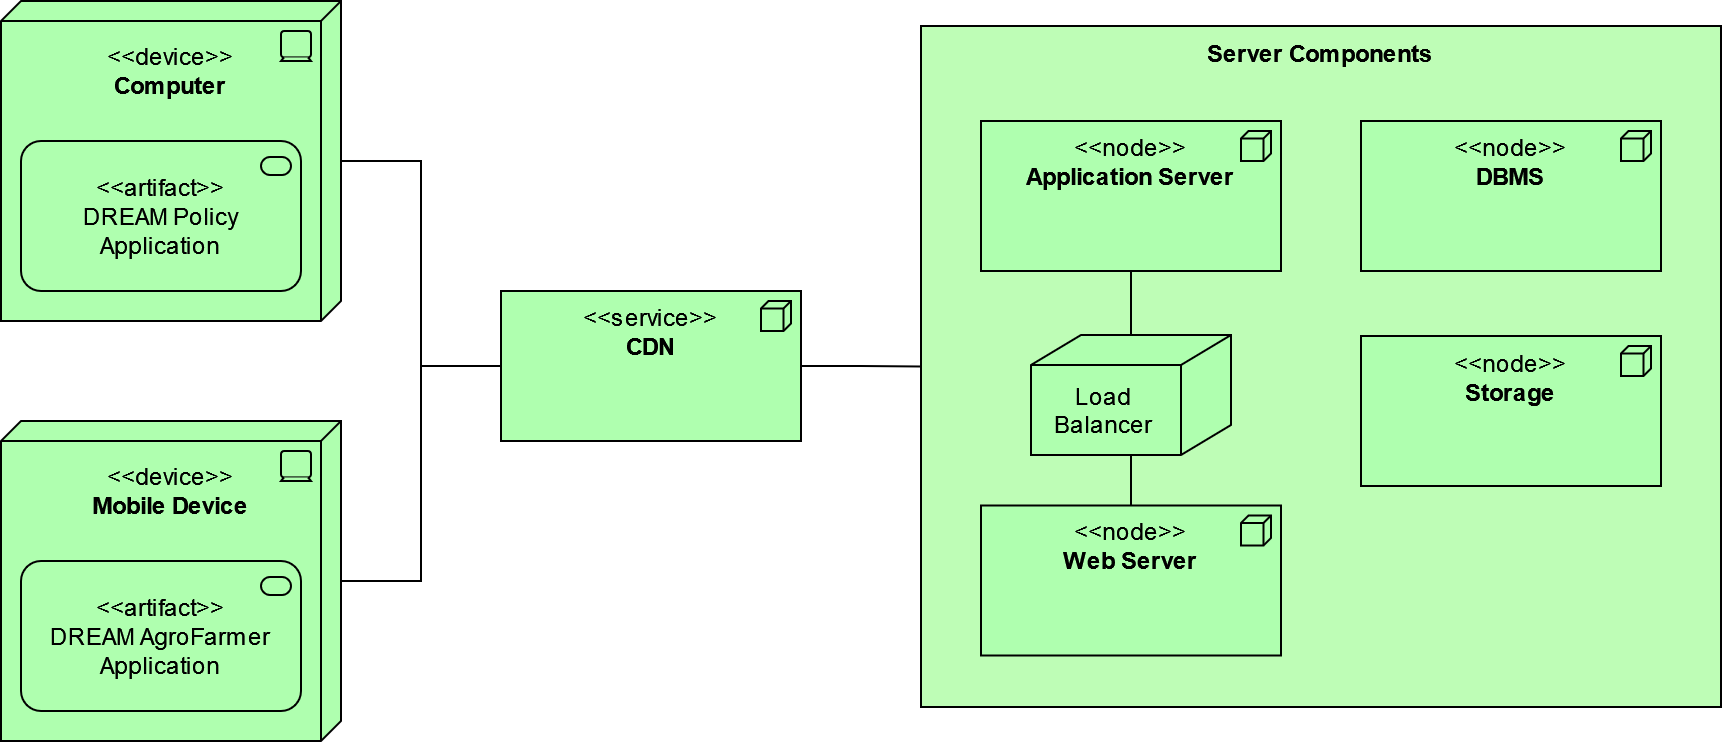 <<device>>
Computer
<<artifact>>
DREAM Policy
Application
<<device>>
Mobile Device
<<artifact>>
DREAM AgroFarmer
Application
<<service>>
CDN
Server Components
<<node>>
Application Server
<<node>>
DBMS
Load
Balancer
<<node>>
Storage
<<node>>
Web Server